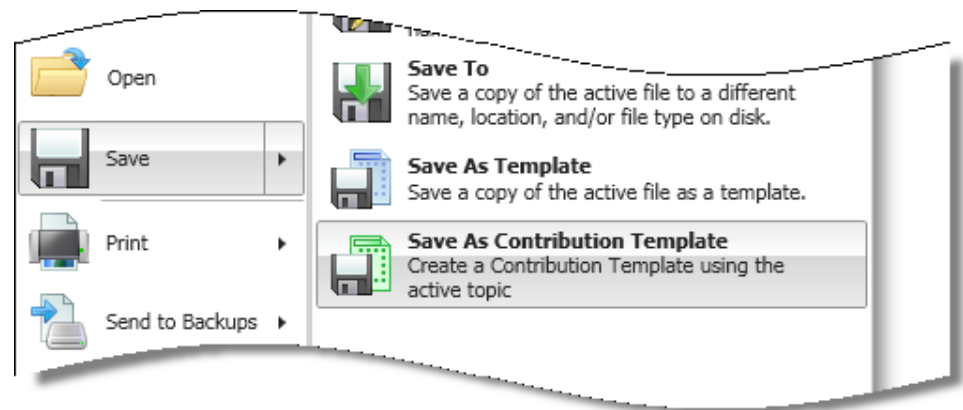 Open
Save
Print
Send to Backups
Save To
Save a copy of the active file to a different
name, location, and/or file type on disk.
Save As Template
Save a copy of the active file as a template.
Save As Contribution Template
Create a Contribution Template using the
active topic